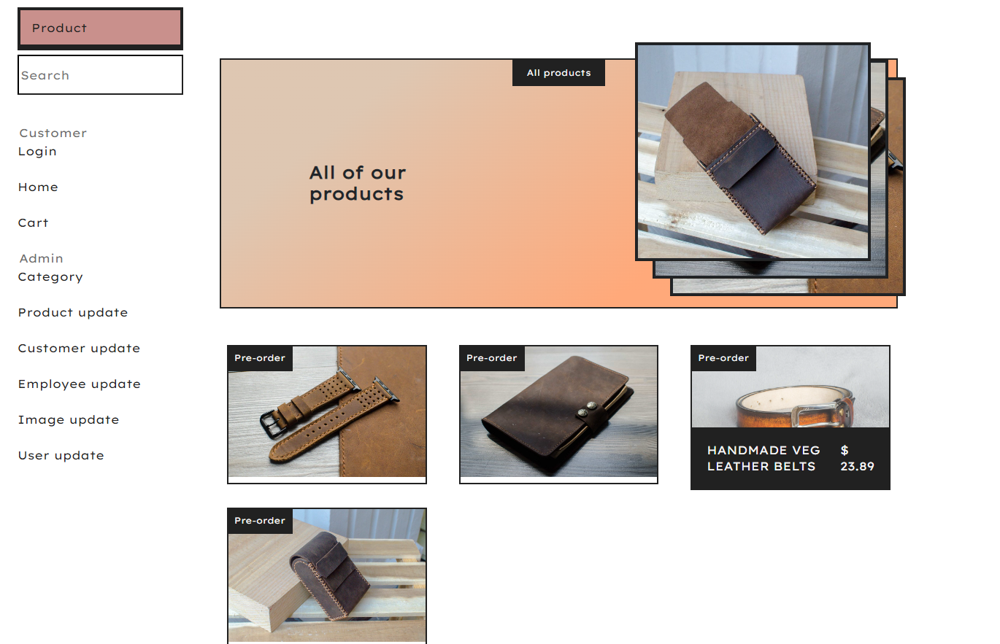 Product
Search
Customer
Login
Home
Cart
Admin
Category
Product update
Customer update
Employee update
Image update
User update
All products
All of our
products
Pre-order
Pre-order
Pre-order
HANDMADE VEG
LEATHER BELTS
$
23.89
Pre-order